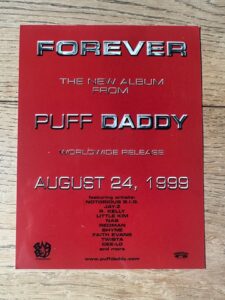 FOREVER
THE NEW ALBUM
FROM
PUFF DADDY
WORLDWIDE RELEASE
AUGUST 24, 1999
featuring artists:
NOTORIOUS B.I.G.
JAY-Z
R. KELLY
LITTLE KIM
NAS
REDMAN
SHYNE
FAITH EVANS
TWISTA
CEE-LO
and more.
www.puffdaddy.com